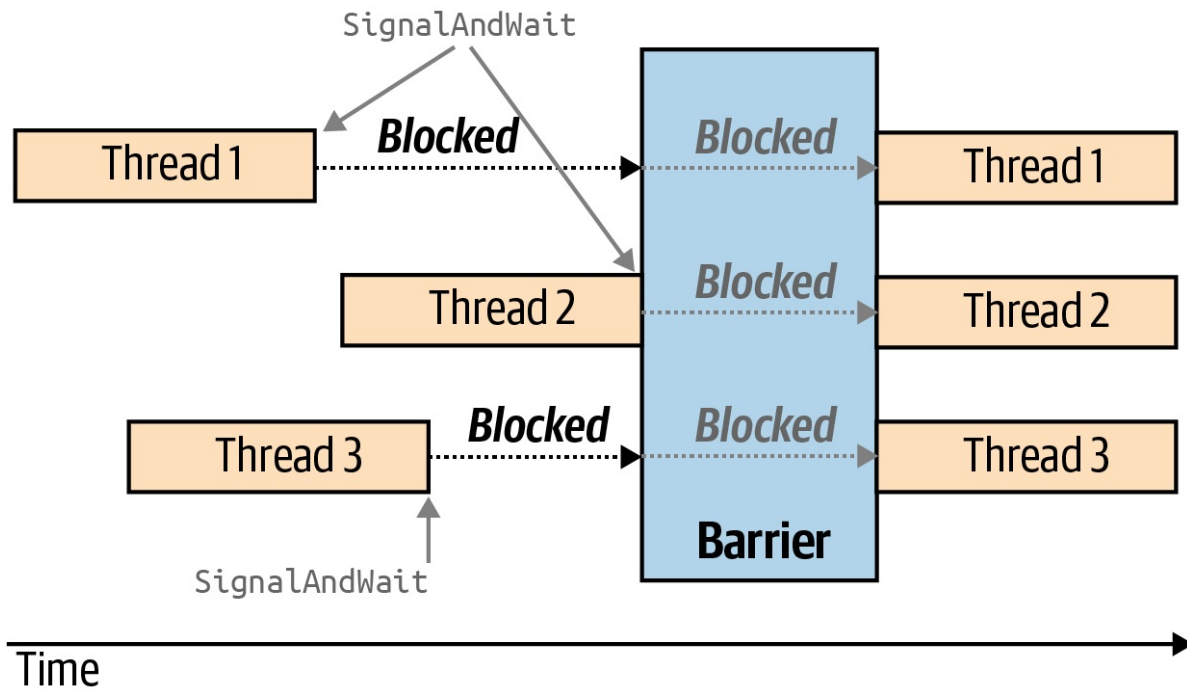 SignalAndWait
Blocked
Blocked
Thread 1
Thread 1
Blocked
Thread 2
Thread 2
Blocked
Blocked
Thread 3
Thread 3
Barrier
SignalAndWait
Time